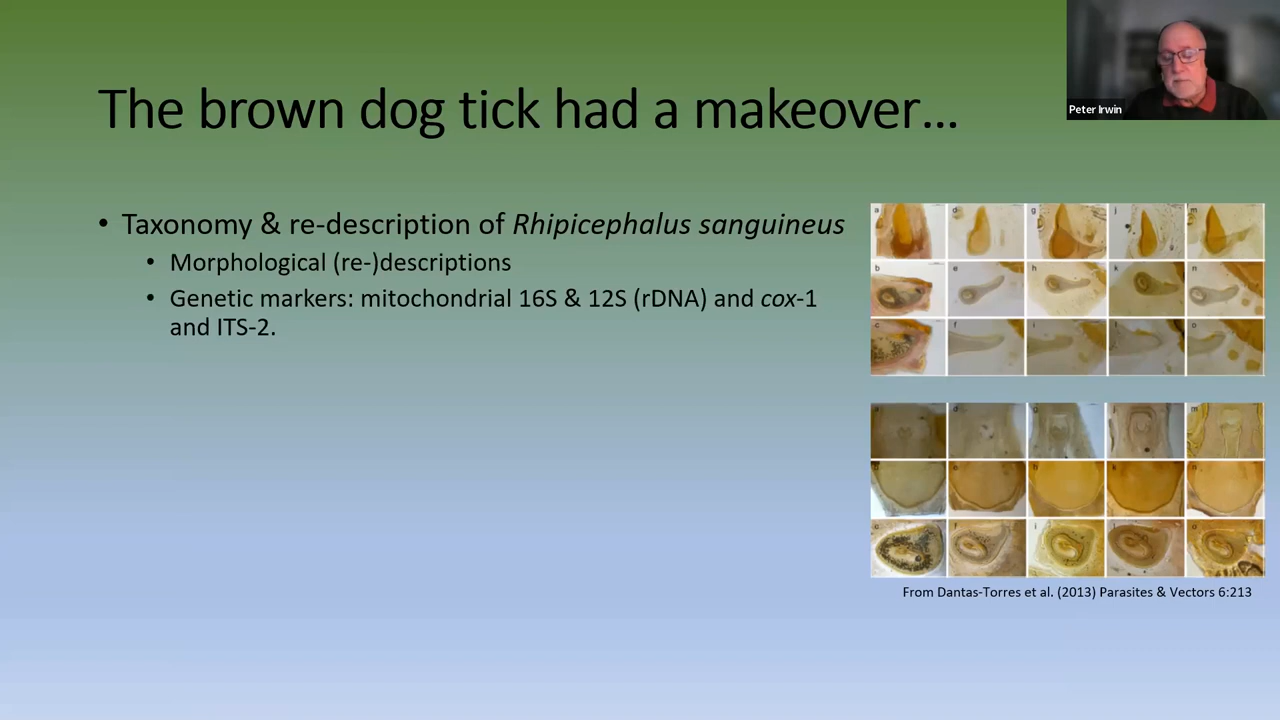 The brown dog tick had a makeover…
Peter Irwin
• Taxonomy & re-description of Rhipicephalus sanguineus
• Morphological (re-)descriptions
• Genetic markers: mitochondrial 16S & 12S (rDNA) and cox-1
and ITS-2.
a d g j m
b e h k n
c f i l o
a d g j m
b e h k n
c f i l o
From Dantas-Torres et al. (2013) Parasites & Vectors 6:213